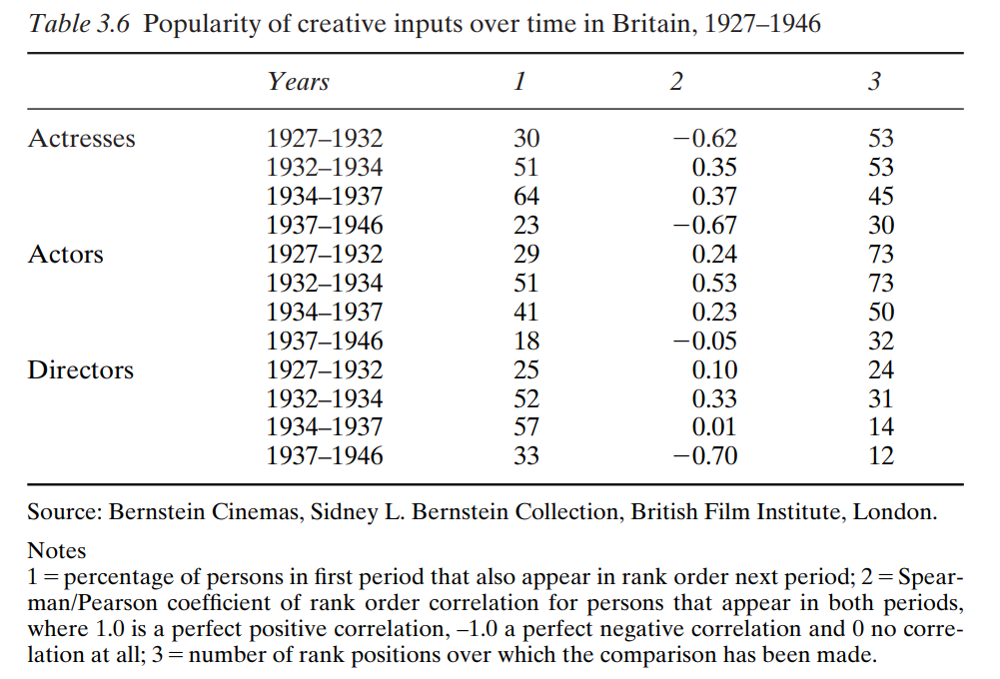 Table 3.6 Popularity of creative inputs over time in Britain, 1927–1946
Years 1 2 3
Actresses 1927–1932 30 −0.62 53
1932–1934 51 0.35 53
1934–1937 64 0.37 45
1937–1946 23 −0.67 30
Actors 1927–1932 29 0.24 73
1932–1934 51 0.53 73
1934–1937 41 0.23 50
1937–1946 18 −0.05 32
Directors 1927–1932 25 0.10 24
1932–1934 52 0.33 31
1934–1937 57 0.01 14
1937–1946 33 −0.70 12
Source: Bernstein Cinemas, Sidney L. Bernstein Collection, British Film Institute, London.
Notes
1 = percentage of persons in first period that also appear in rank order next period; 2 = Spear-
man/Pearson coefficient of rank order correlation for persons that appear in both periods,
where 1.0 is a perfect positive correlation, –1.0 a perfect negative correlation and 0 no corre-
lation at all; 3 = number of rank positions over which the comparison has been made.